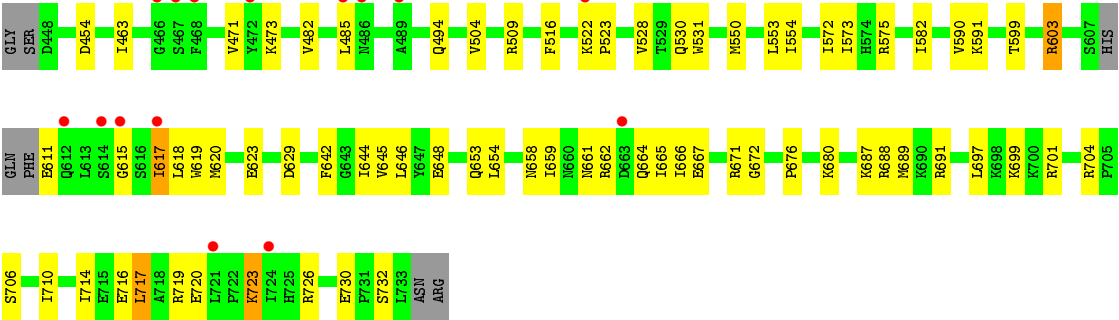 GLY SER D448 D454 I463 G466 S467 F468 V471 Y472 K473 V482 L485 N486 A489 Q494 V504 R509 F516 K522 P523 V528 T529 Q530 W531 M550 L553 I554 I572 I573 H574 R575 I582 V590 K591 T599 R603 S607 HIS
GLN PHE E611 Q612 L613 S614 G615 S616 I617 L618 W619 M620 E623 D629 F642 G643 I644 V645 L646 Y647 E648 Q653 L654 N658 I659 N660 N661 R662 D663 Q664 I665 I666 E667 R671 G672 P676 K680 K687 R688 M689 K690 R691 L697 K698 K699 K700 R701 R704 P705
S706 I710 I714 E715 E716 L717 A718 R719 E720 L721 P722 K723 I724 H725 R726 E730 P731 S732 L733 ASN ARG